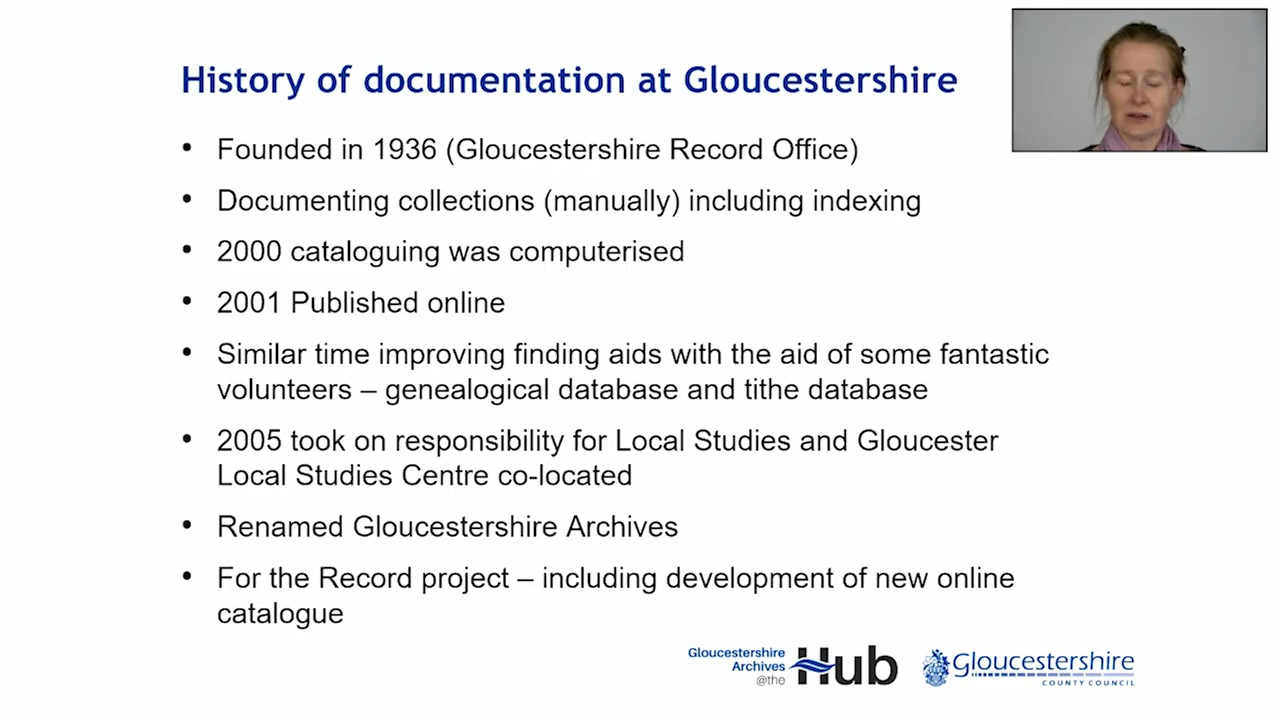 History of documentation at Gloucestershire
• Founded in 1936 (Gloucestershire Record Office)
• Documenting collections (manually) including indexing
• 2000 cataloguing was computerised
• 2001 Published online
• Similar time improving finding aids with the aid of some fantastic
volunteers – genealogical database and tithe database
• 2005 took on responsibility for Local Studies and Gloucester
Local Studies Centre co-located
• Renamed Gloucestershire Archives
• For the Record project – including development of new online
catalogue
Gloucestershire
Archives
@the
Hub
Gloucestershire
COUNTY COUNCIL